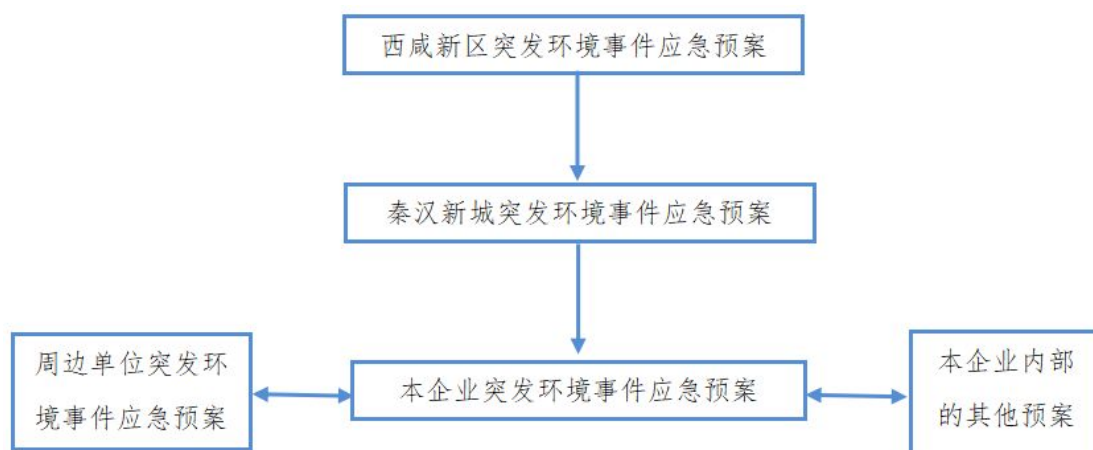 西咸新区突发环境事件应急预案
秦汉新城突发环境事件应急预案
周边单位突发环
境事件应急预案
本企业突发环境事件应急预案
本企业内部
的其他预案